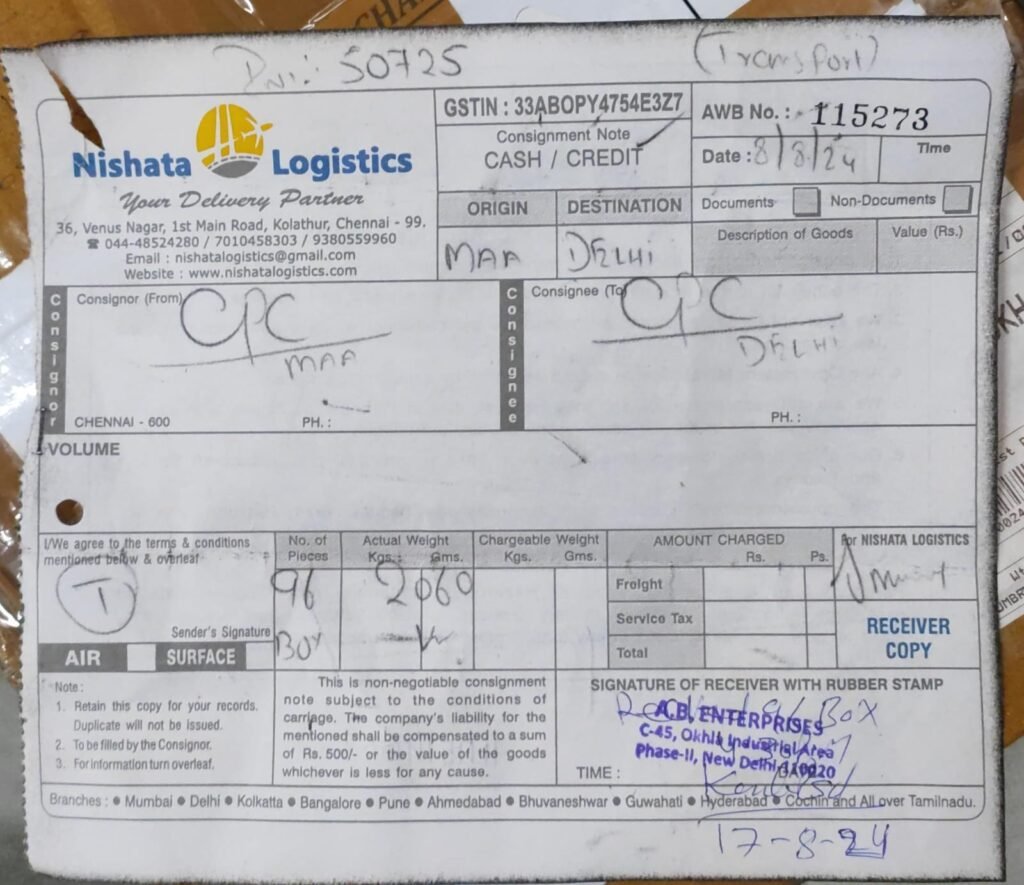 50725
(Transport)
Nishata Logistics
Your Delivery Partner
36, Venus Nagar, 1st Main Road, Kolathur, Chennai - 99.
☎ 044-48524280 / 7010458303 / 9380559960
Email : nishatalogistics@gmail.com
Website : www.nishatalogistics.com
GSTIN : 33ABOPY4754E3Z7
Consignment Note
CASH / CREDIT
AWB No. : 115273
Date : 8/8/24
Time
ORIGIN DESTINATION
MAA DELHI
Documents Non-Documents
Description of Goods Value (Rs.)
Consignor
Consignor (From)
CPC
MAA
CHENNAI - 600 PH. :
Consignee
Consignee (To)
CPC
DELHI
PH. :
VOLUME
I/We agree to the terms & conditions
mentioned below & overleaf
T
Sender's Signature
AIR SURFACE
No. of
Pieces
96
BOX
Actual Weight
Kgs. Gms.
2060
Chargeable Weight
Kgs. Gms.
AMOUNT CHARGED
Rs. Ps.
Freight
Service Tax
Total
For NISHATA LOGISTICS
RECEIVER
COPY
Note :
1. Retain this copy for your records.
Duplicate will not be issued.
2. To be filled by the Consignor.
3. For information turn overleaf.
This is non-negotiable consignment
note subject to the conditions of
carriage. The company's liability for the
mentioned shall be compensated to a sum
of Rs. 500/- or the value of the goods
whichever is less for any cause.
SIGNATURE OF RECEIVER WITH RUBBER STAMP
Box
A.B. ENTERPRISES
C-45, Okhla Industrial Area
Phase-II, New Delhi-110020
TIME :
Branches : ● Mumbai ● Delhi ● Kolkatta ● Bangalore ● Pune ● Ahmedabad ● Bhuvaneshwar ● Guwahati ● Hyderabad ● Cochin and All over Tamilnadu.
17-8-24